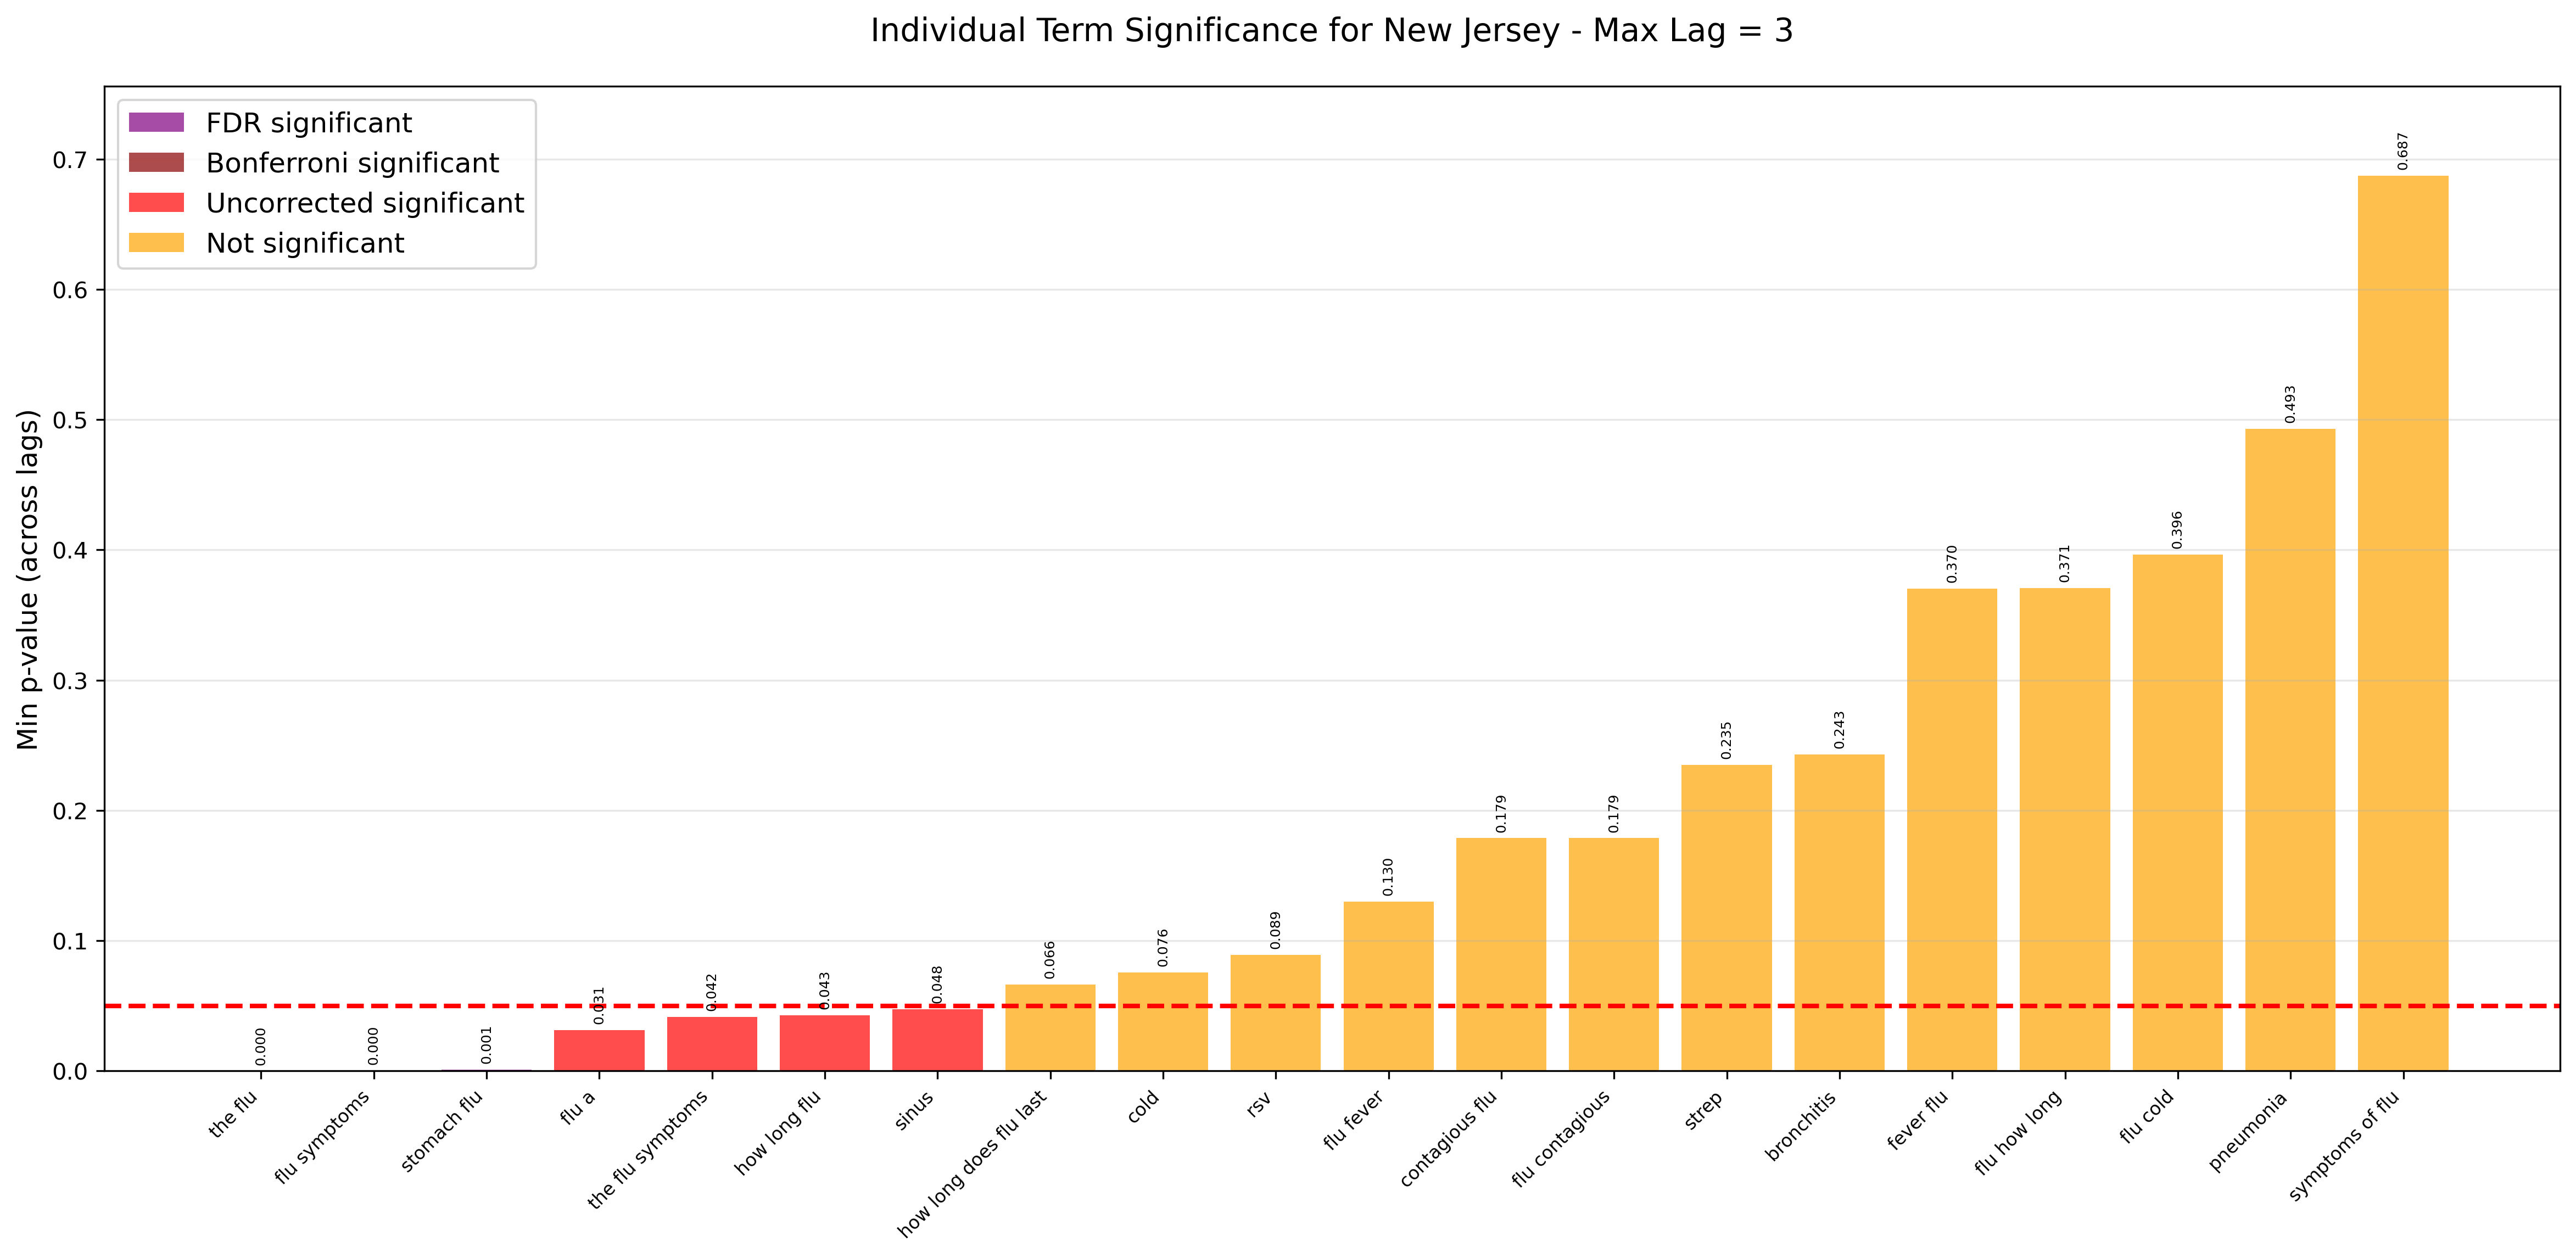 Individual Term Significance for New Jersey - Max Lag = 3
FDR significant
Bonferroni significant
Uncorrected significant
Not significant
Min p-value (across lags)
0.7
0.6
0.5
0.4
0.3
0.2
0.1
0.0
0.000
0.000
0.001
0.031
0.042
0.043
0.048
0.066
0.076
0.089
0.130
0.179
0.179
0.235
0.243
0.370
0.371
0.396
0.493
0.687
the flu
flu symptoms
stomach flu
flu a
the flu symptoms
how long flu
sinus
how long does flu last
cold
rsv
flu fever
contagious flu
flu contagious
strep
bronchitis
fever flu
flu how long
flu cold
pneumonia
symptoms of flu